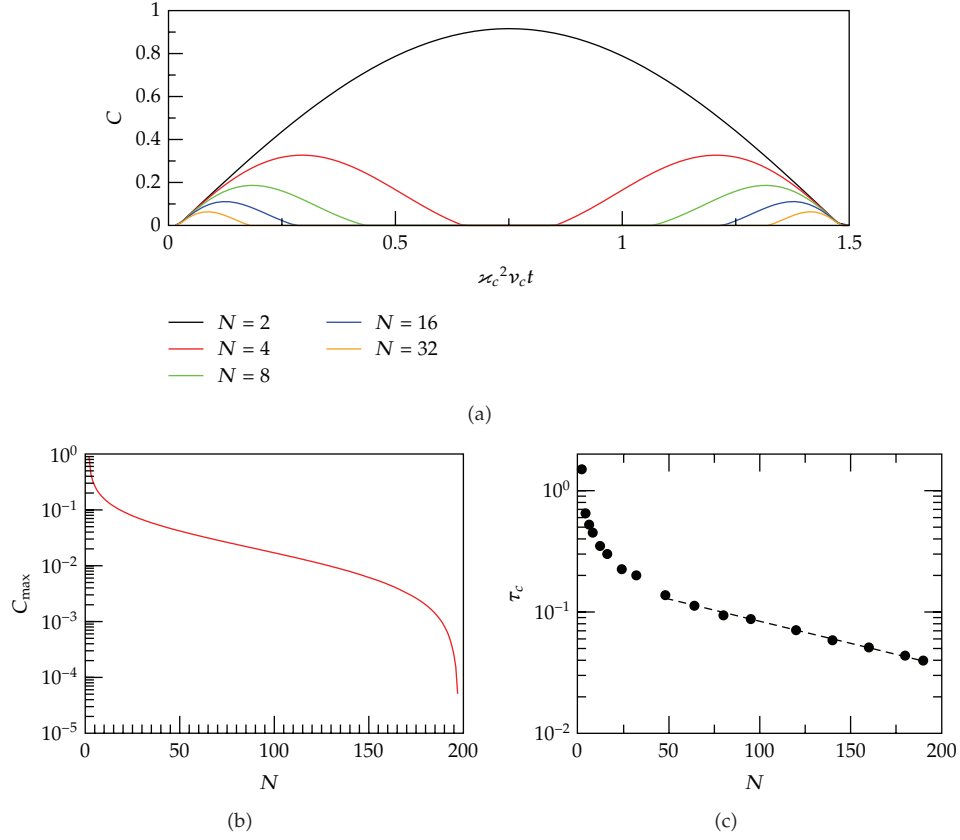 1
0.8
0.6
0.4
0.2
0
C
0 0.5 1 1.5
ϰc²νct
N = 2
N = 4
N = 8
N = 16
N = 32
(a)
10⁰
10⁻¹
10⁻²
10⁻³
10⁻⁴
10⁻⁵
Cmax
0 50 100 150 200
N
(b)
10⁰
10⁻¹
10⁻²
τc
0 50 100 150 200
N
(c)